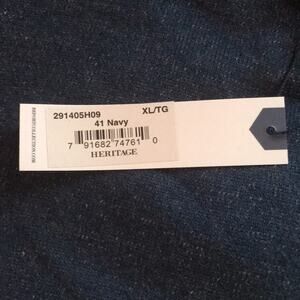 291405H09 XL/TG
41 Navy
7 91682 74761 0
HERITAGE